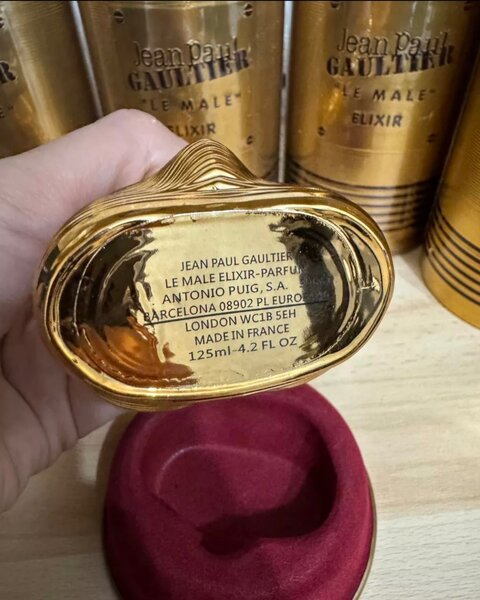 Jean Paul
GAULTIER
"LE MALE"
ELIXIR
Jean Paul
GAULTIER
"LE MALE"
ELIXIR
JEAN PAUL GAULTIER
LE MALE ELIXIR-PARFUM
ANTONIO PUIG, S.A.
BARCELONA 08902 PL EUROPA
LONDON WC1B 5EH
MADE IN FRANCE
125ml-4.2 FL OZ